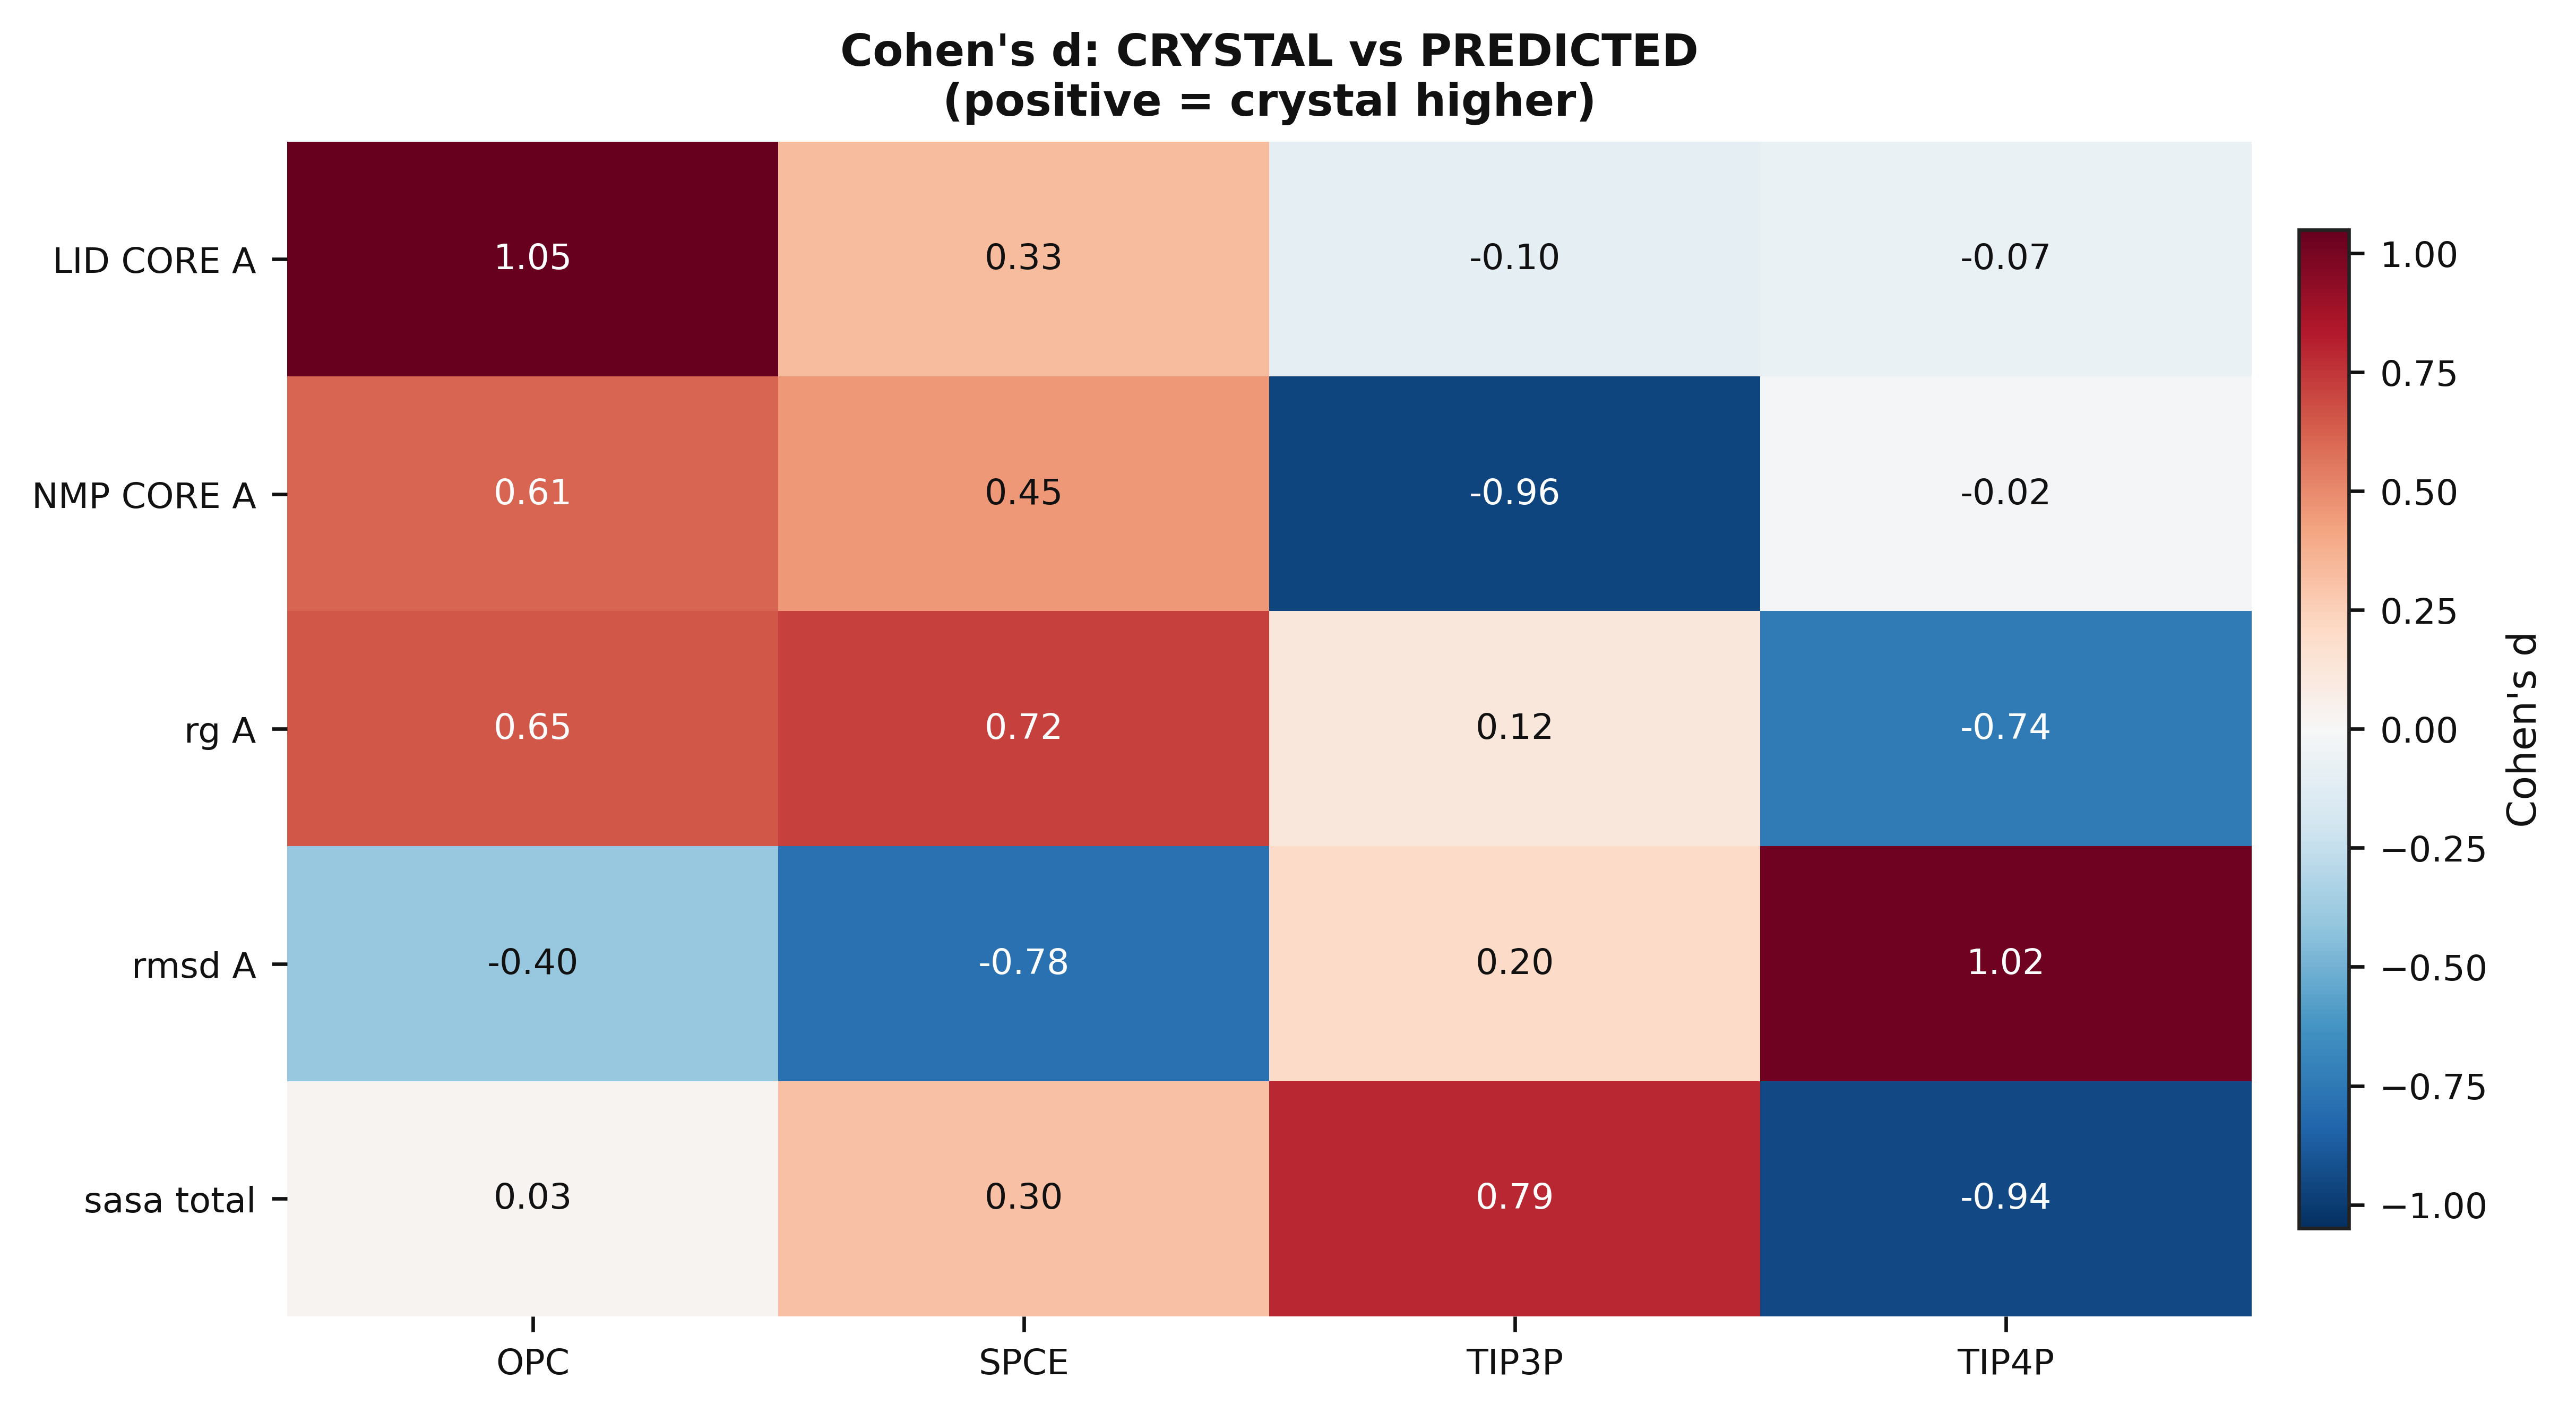 Cohen's d: CRYSTAL vs PREDICTED
(positive = crystal higher)
LID CORE A 1.05 0.33 -0.10 -0.07
NMP CORE A 0.61 0.45 -0.96 -0.02
rg A 0.65 0.72 0.12 -0.74
rmsd A -0.40 -0.78 0.20 1.02
sasa total 0.03 0.30 0.79 -0.94
OPC SPCE TIP3P TIP4P
1.00
0.75
0.50
0.25
0.00
−0.25
−0.50
−0.75
−1.00
Cohen's d